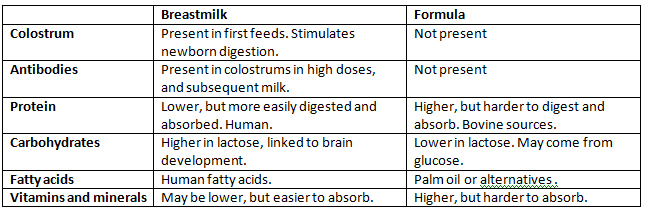 Breastmilk Formula
Colostrum Present in first feeds. Stimulates Not present
newborn digestion.
Antibodies Present in colostrums in high doses, Not present
and subsequent milk.
Protein Lower, but more easily digested and Higher, but harder to digest and
absorbed. Human. absorb. Bovine sources.
Carbohydrates Higher in lactose, linked to brain Lower in lactose. May come from
development. glucose.
Fatty acids Human fatty acids. Palm oil or alternatives .
Vitamins and minerals May be lower, but easier to absorb. Higher, but harder to absorb.